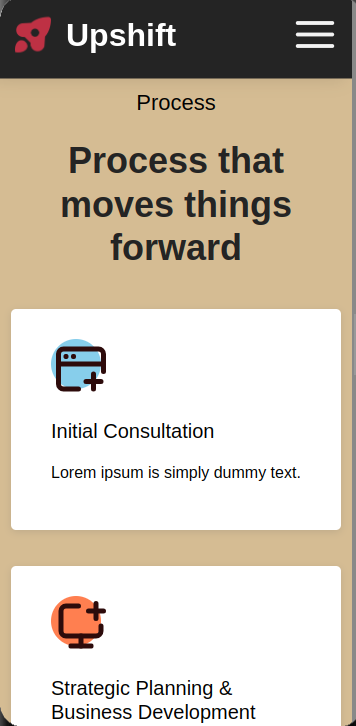 Upshift
Process
Process that
moves things
forward
Initial Consultation
Lorem ipsum is simply dummy text.
Strategic Planning &
Business Development